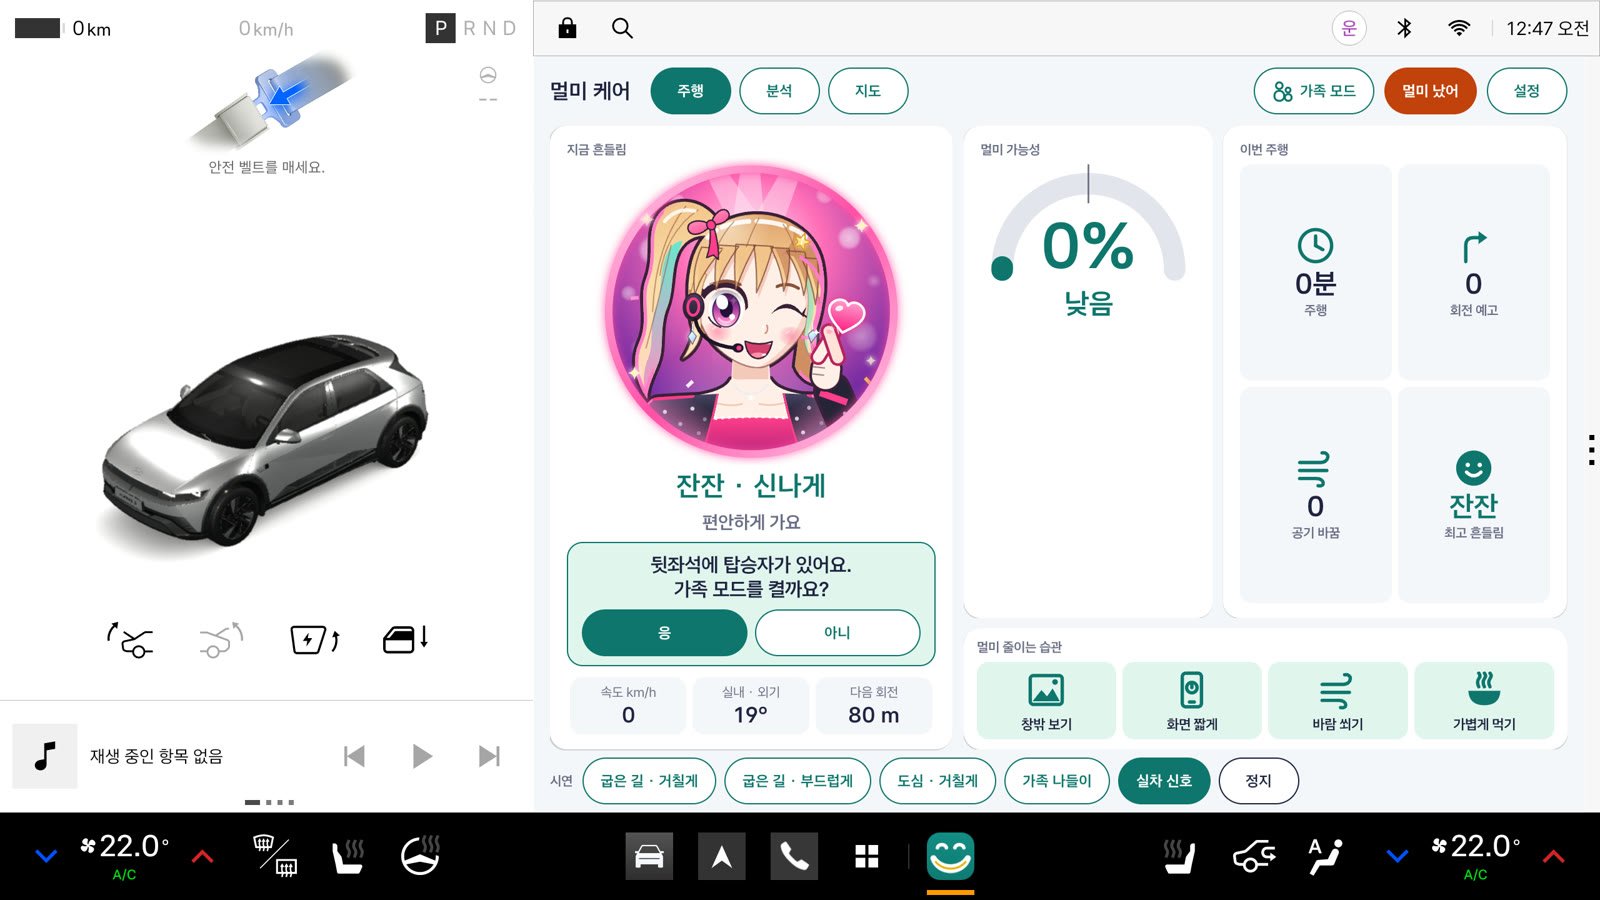 0 km
0 km/h
P R N D
--
안전 벨트를 매세요.
재생 중인 항목 없음
운
12:47 오전
멀미 케어
주행
분석
지도
가족 모드
멀미 났어
설정
지금 흔들림
잔잔 · 신나게
편안하게 가요
뒷좌석에 탑승자가 있어요.
가족 모드를 켤까요?
응
아니
속도 km/h
0
실내 · 외기
19°
다음 회전
80 m
멀미 가능성
0%
낮음
이번 주행
0분
주행
0
회전 예고
0
공기 바꿈
잔잔
최고 흔들림
멀미 줄이는 습관
창밖 보기
화면 짧게
바람 쐬기
가볍게 먹기
시연
굽은 길 · 거칠게
굽은 길 · 부드럽게
도심 · 거칠게
가족 나들이
실차 신호
정지
22.0°
A/C
A
22.0°
A/C